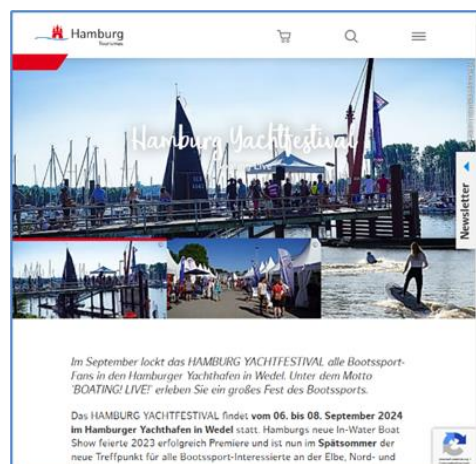 Hamburg
Tourismus
Hamburg Yachtfestival
Live
Newsletter
Im September lockt das HAMBURG YACHTFESTIVAL alle Bootssport-
Fans in den Hamburger Yachthafen in Wedel. Unter dem Motto
'BOATING! LIVE!' erleben Sie ein großes Fest des Bootssports.
Das HAMBURG YACHTFESTIVAL findet vom 06. bis 08. September 2024
im Hamburger Yachthafen in Wedel statt. Hamburgs neue In-Water Boat
Show feierte 2023 erfolgreich Premiere und ist nun im Spätsommer der
neue Treffpunkt für alle Bootssport-Interessierte an der Elbe, Nord- und